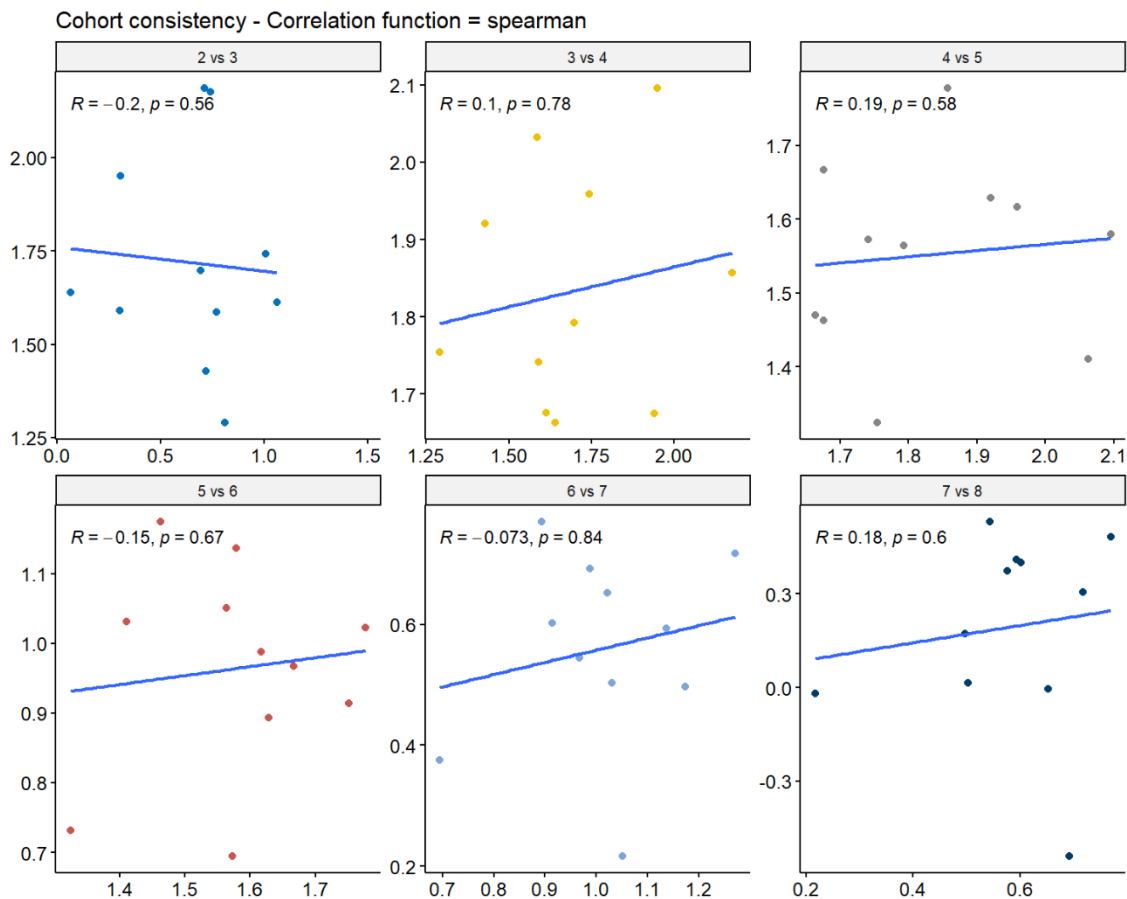 Cohort consistency - Correlation function = spearman
2 vs 3
3 vs 4
4 vs 5
R = −0.2, p = 0.56
R = 0.1, p = 0.78
R = 0.19, p = 0.58
2.00
1.75
1.50
1.25
2.1
2.0
1.9
1.8
1.7
1.7
1.6
1.5
1.4
0.0 0.5 1.0 1.5
1.25 1.50 1.75 2.00
1.7 1.8 1.9 2.0 2.1
5 vs 6
6 vs 7
7 vs 8
R = −0.15, p = 0.67
R = −0.073, p = 0.84
R = 0.18, p = 0.6
1.1
1.0
0.9
0.8
0.7
0.6
0.4
0.2
0.3
0.0
-0.3
1.4 1.5 1.6 1.7
0.7 0.8 0.9 1.0 1.1 1.2
0.2 0.4 0.6